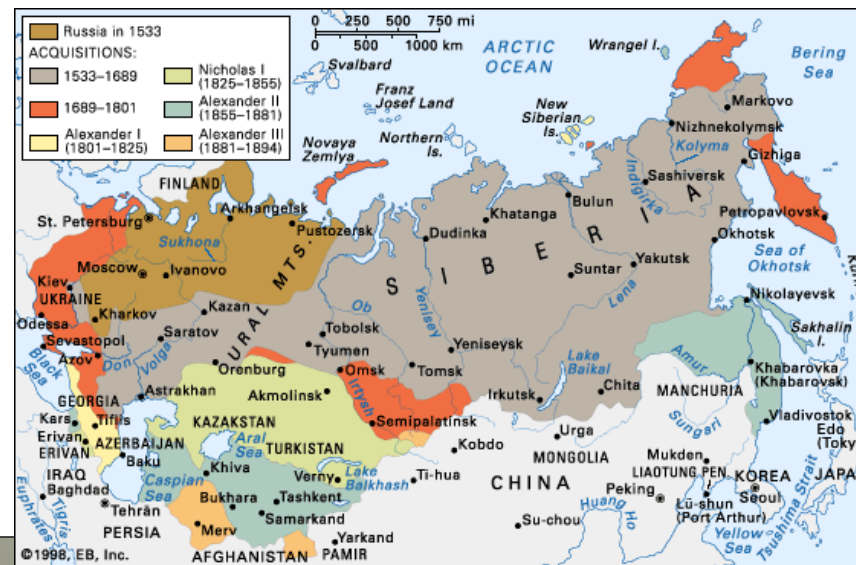 Russia in 1533
ACQUISITIONS:
1533–1689
1689–1801
Alexander I
(1801–1825)
Nicholas I
(1825–1855)
Alexander II
(1855–1881)
Alexander III
(1881–1894)
0 250 500 750 mi
0 500 1000 km
ARCTIC
OCEAN
Wrangel I.
Bering
Sea
Svalbard
Franz
Josef Land
New
Siberian
Is.
Northern
Is.
Novaya
Zemlya
Markovo
Nizhnekolymsk
Kolyma
Gizhiga
Indigirka
Sashiversk
Petropavlovsk
FINLAND
St. Petersburg
Arkhangelsk
Pustozersk
Sukhona
Moscow
Ivanovo
Khatanga
Bulun
Dudinka
SIBERIA
Okhotsk
Sea of
Okhotsk
Yakutsk
Suntar
Lena
Kiev
UKRAINE
Kharkov
Odessa
Sevastopol
Azov
Don
Volga
Black
Sea
Kazan
Saratov
URAL MTS.
Ob
Yenisey
Tobolsk
Tyumen
Yeniseysk
Omsk
Tomsk
Irtysh
Orenburg
Akmolinsk
Astrakhan
Semipalatinsk
Lake
Baikal
Irkutsk
Chita
Nikolayevsk
Sakhalin
I.
Amur
Khabarovka
(Khabarovsk)
MANCHURIA
Vladivostok
Edo
Sungari
GEORGIA
Tiflis
Kars
Erivan
ERIVAN
AZERBAIJAN
Baku
KAZAKSTAN
Aral
Sea
TURKISTAN
Khiva
Verny
Lake
Balkhash
Caspian
Sea
Bukhara
Tashkent
Samarkand
Merv
Kobdo
Urga
MONGOLIA
Ti-hua
CHINA
Mukden
LIAOTUNG PEN.
KOREA
Seoul
Peking
Lü-shun
(Port Arthur)
Huang Ho
Su-chou
Yellow
Sea
Tsushima Strait
IRAQ
Baghdad
Euphrates
Tigris
Tehrān
PERSIA
AFGHANISTAN
PAMIR
Yarkand
©1998, EB, Inc.